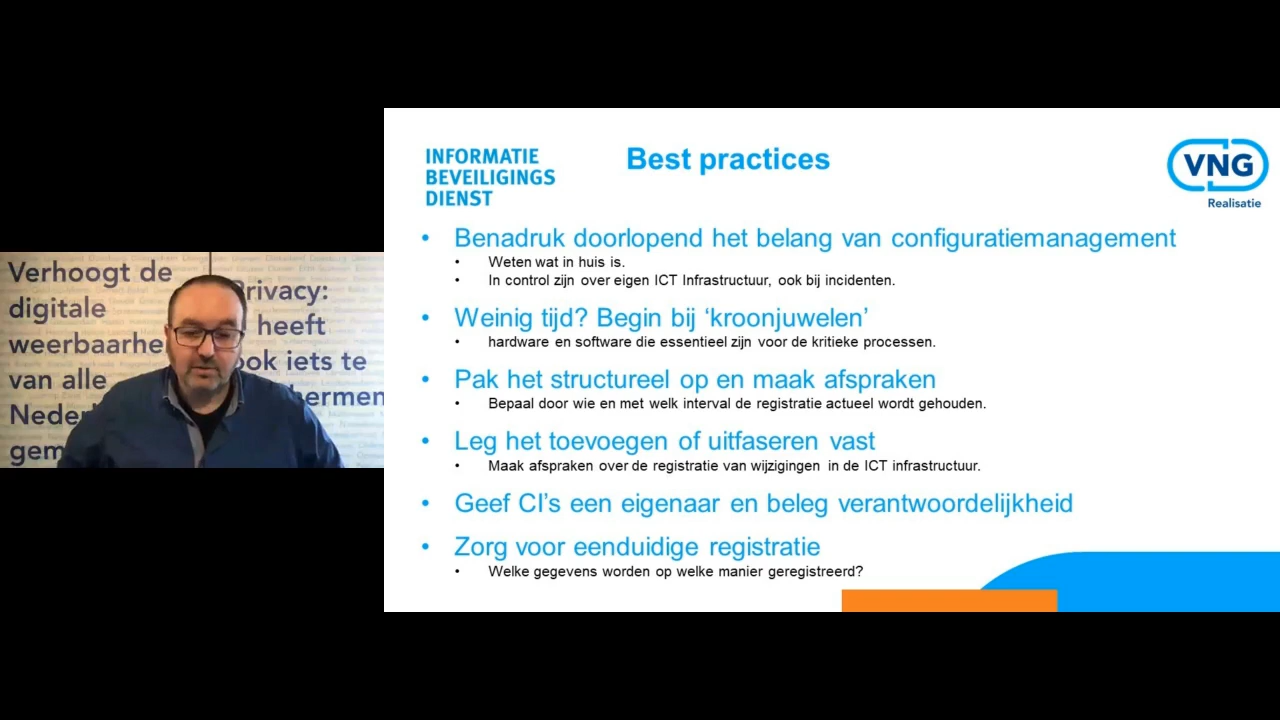 Verhoogt de
digitale
weerbaarhe
van alle
Neder
gem
Privacy:
heeft
ook iets te
hermen
INFORMATIE
BEVEILIGINGS
DIENST
Best practices
VNG
Realisatie
• Benadruk doorlopend het belang van configuratiemanagement
• Weten wat in huis is.
• In control zijn over eigen ICT Infrastructuur, ook bij incidenten.
• Weinig tijd? Begin bij ‘kroonjuwelen’
• hardware en software die essentieel zijn voor de kritieke processen.
• Pak het structureel op en maak afspraken
• Bepaal door wie en met welk interval de registratie actueel wordt gehouden.
• Leg het toevoegen of uitfaseren vast
• Maak afspraken over de registratie van wijzigingen in de ICT infrastructuur.
• Geef CI’s een eigenaar en beleg verantwoordelijkheid
• Zorg voor eenduidige registratie
• Welke gegevens worden op welke manier geregistreerd?